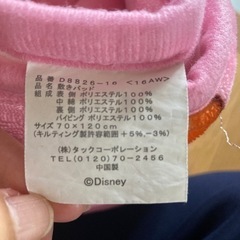 品番 D8826-16 <16AW>
品名 敷きパッド
組成 表側 ポリエステル100%
中綿 ポリエステル100%
裏側 ポリエステル100%
パイピング ポリエステル100%
サイズ 70×120cm
(キルティング製品許容範囲+5%,-3%)
(株)タックコーポレーション
TEL(0120)70-2456
中国製
©Disney